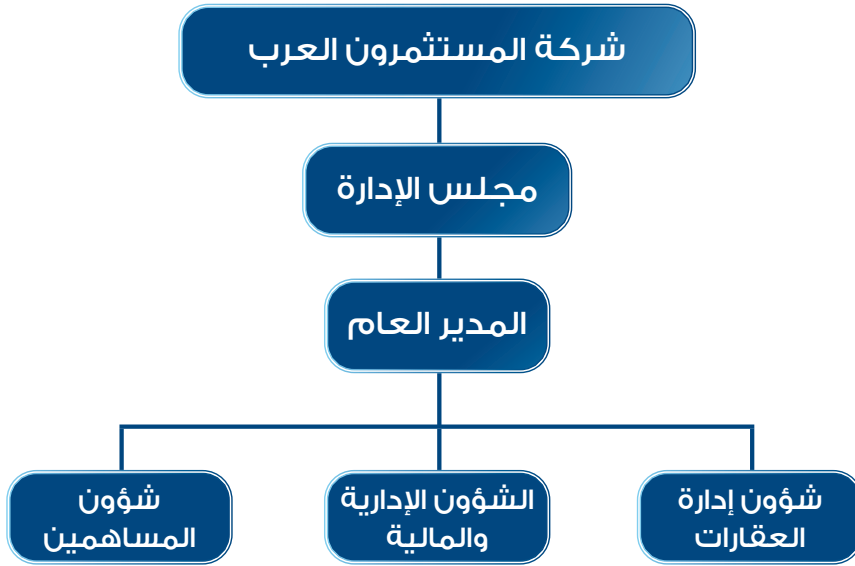 شركة المستثمرون العرب
مجلس الإدارة
المدير العام
شؤون إدارة
العقارات
الشؤون الإدارية
والمالية
شؤون
المساهمين